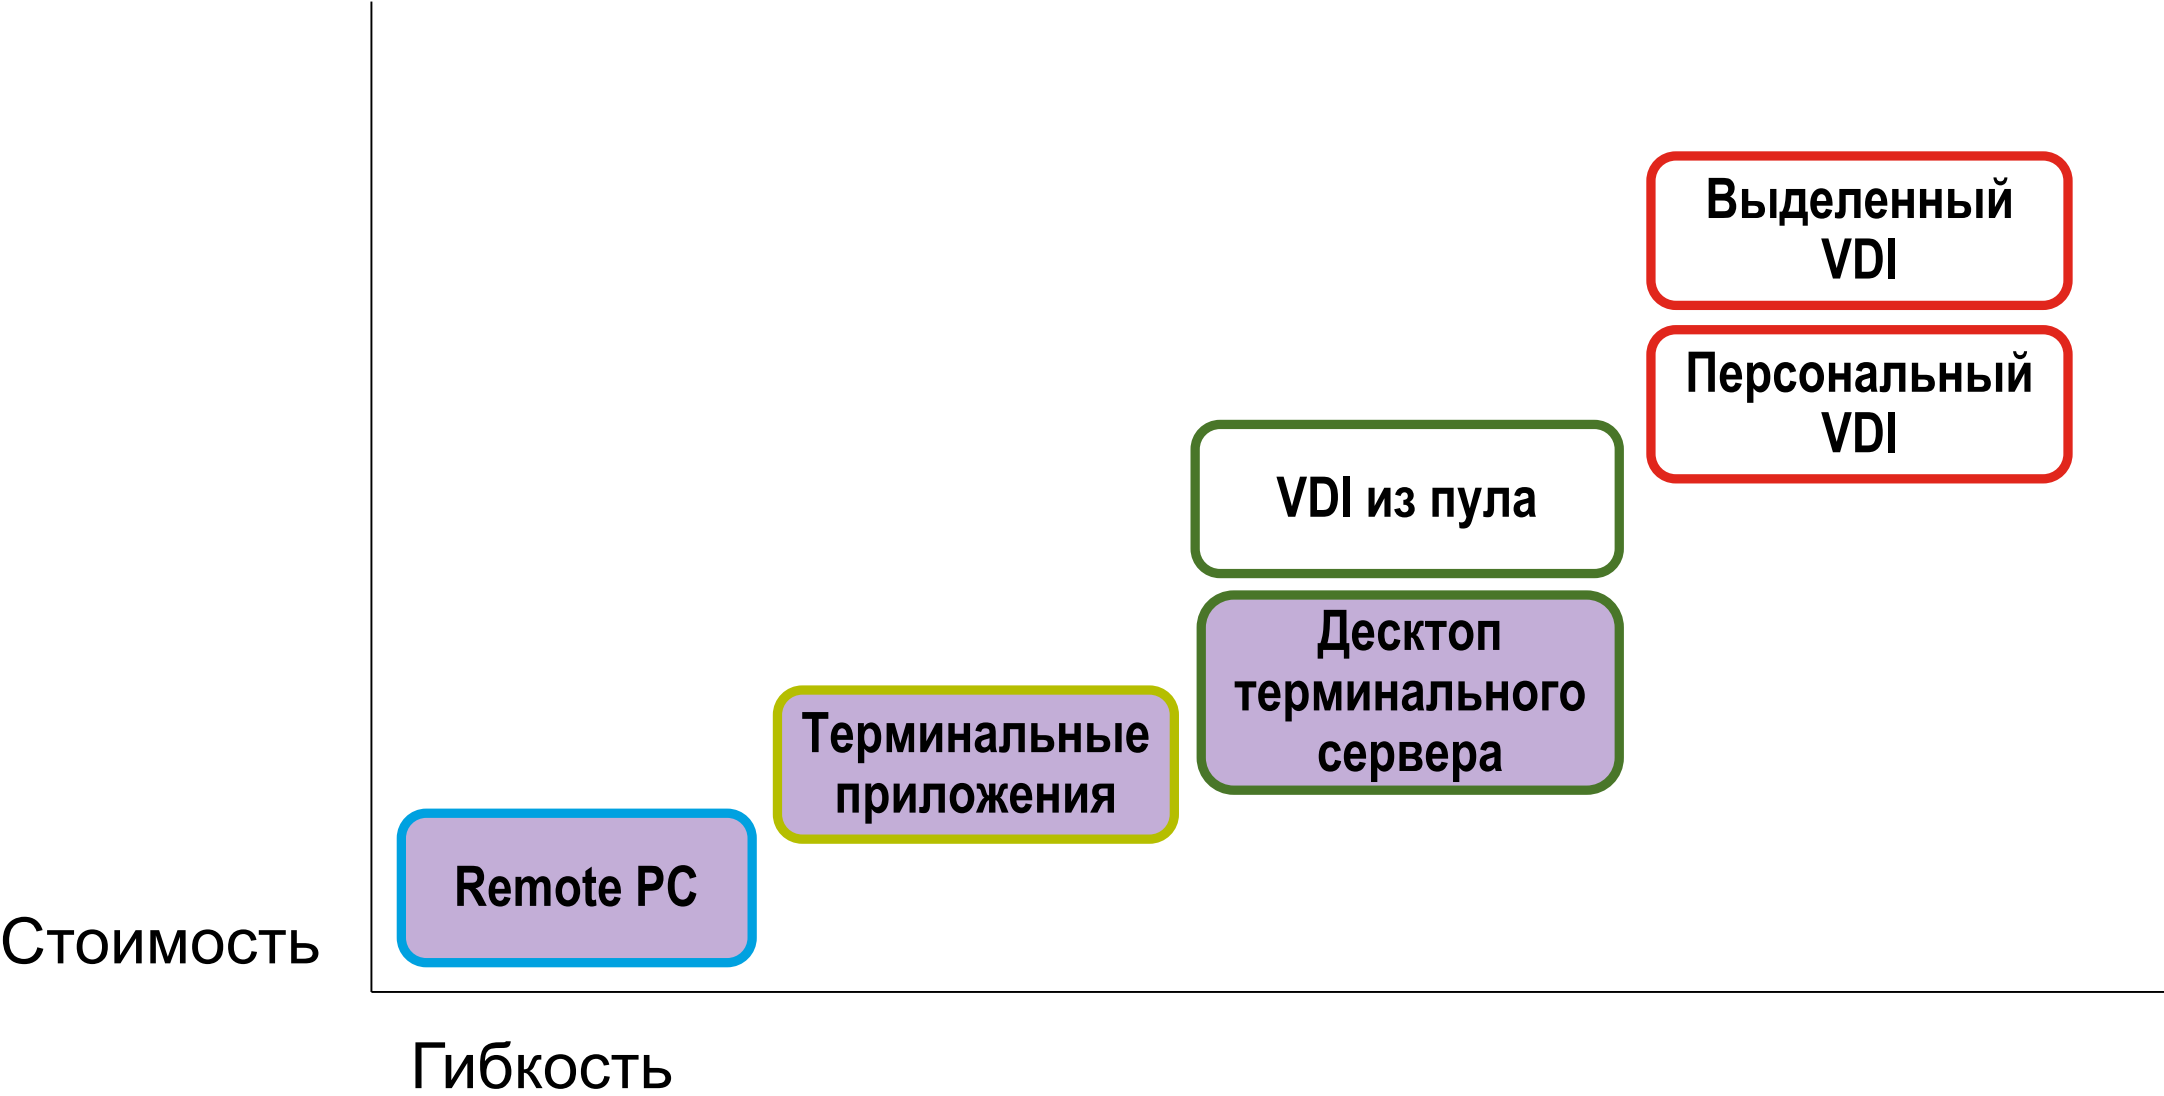 Выделенный
VDI
Персональный
VDI
VDI из пула
Десктоп
терминального
сервера
Терминальные
приложения
Remote PC
Стоимость
Гибкость